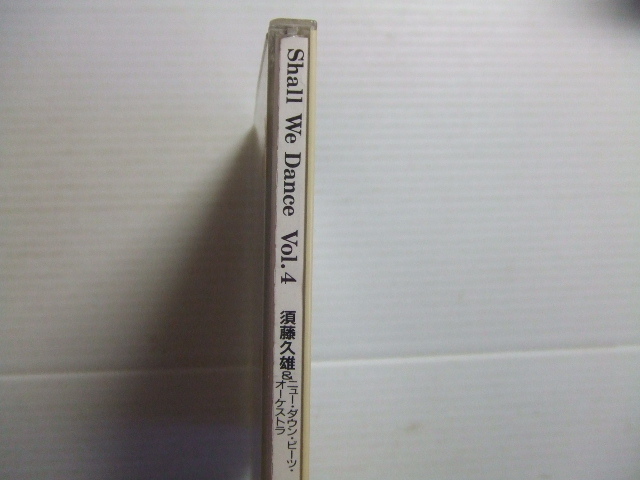 Shall We Dance Vol.4
須藤久雄&ニュー・ダウン・ビーツ・
オーケストラ